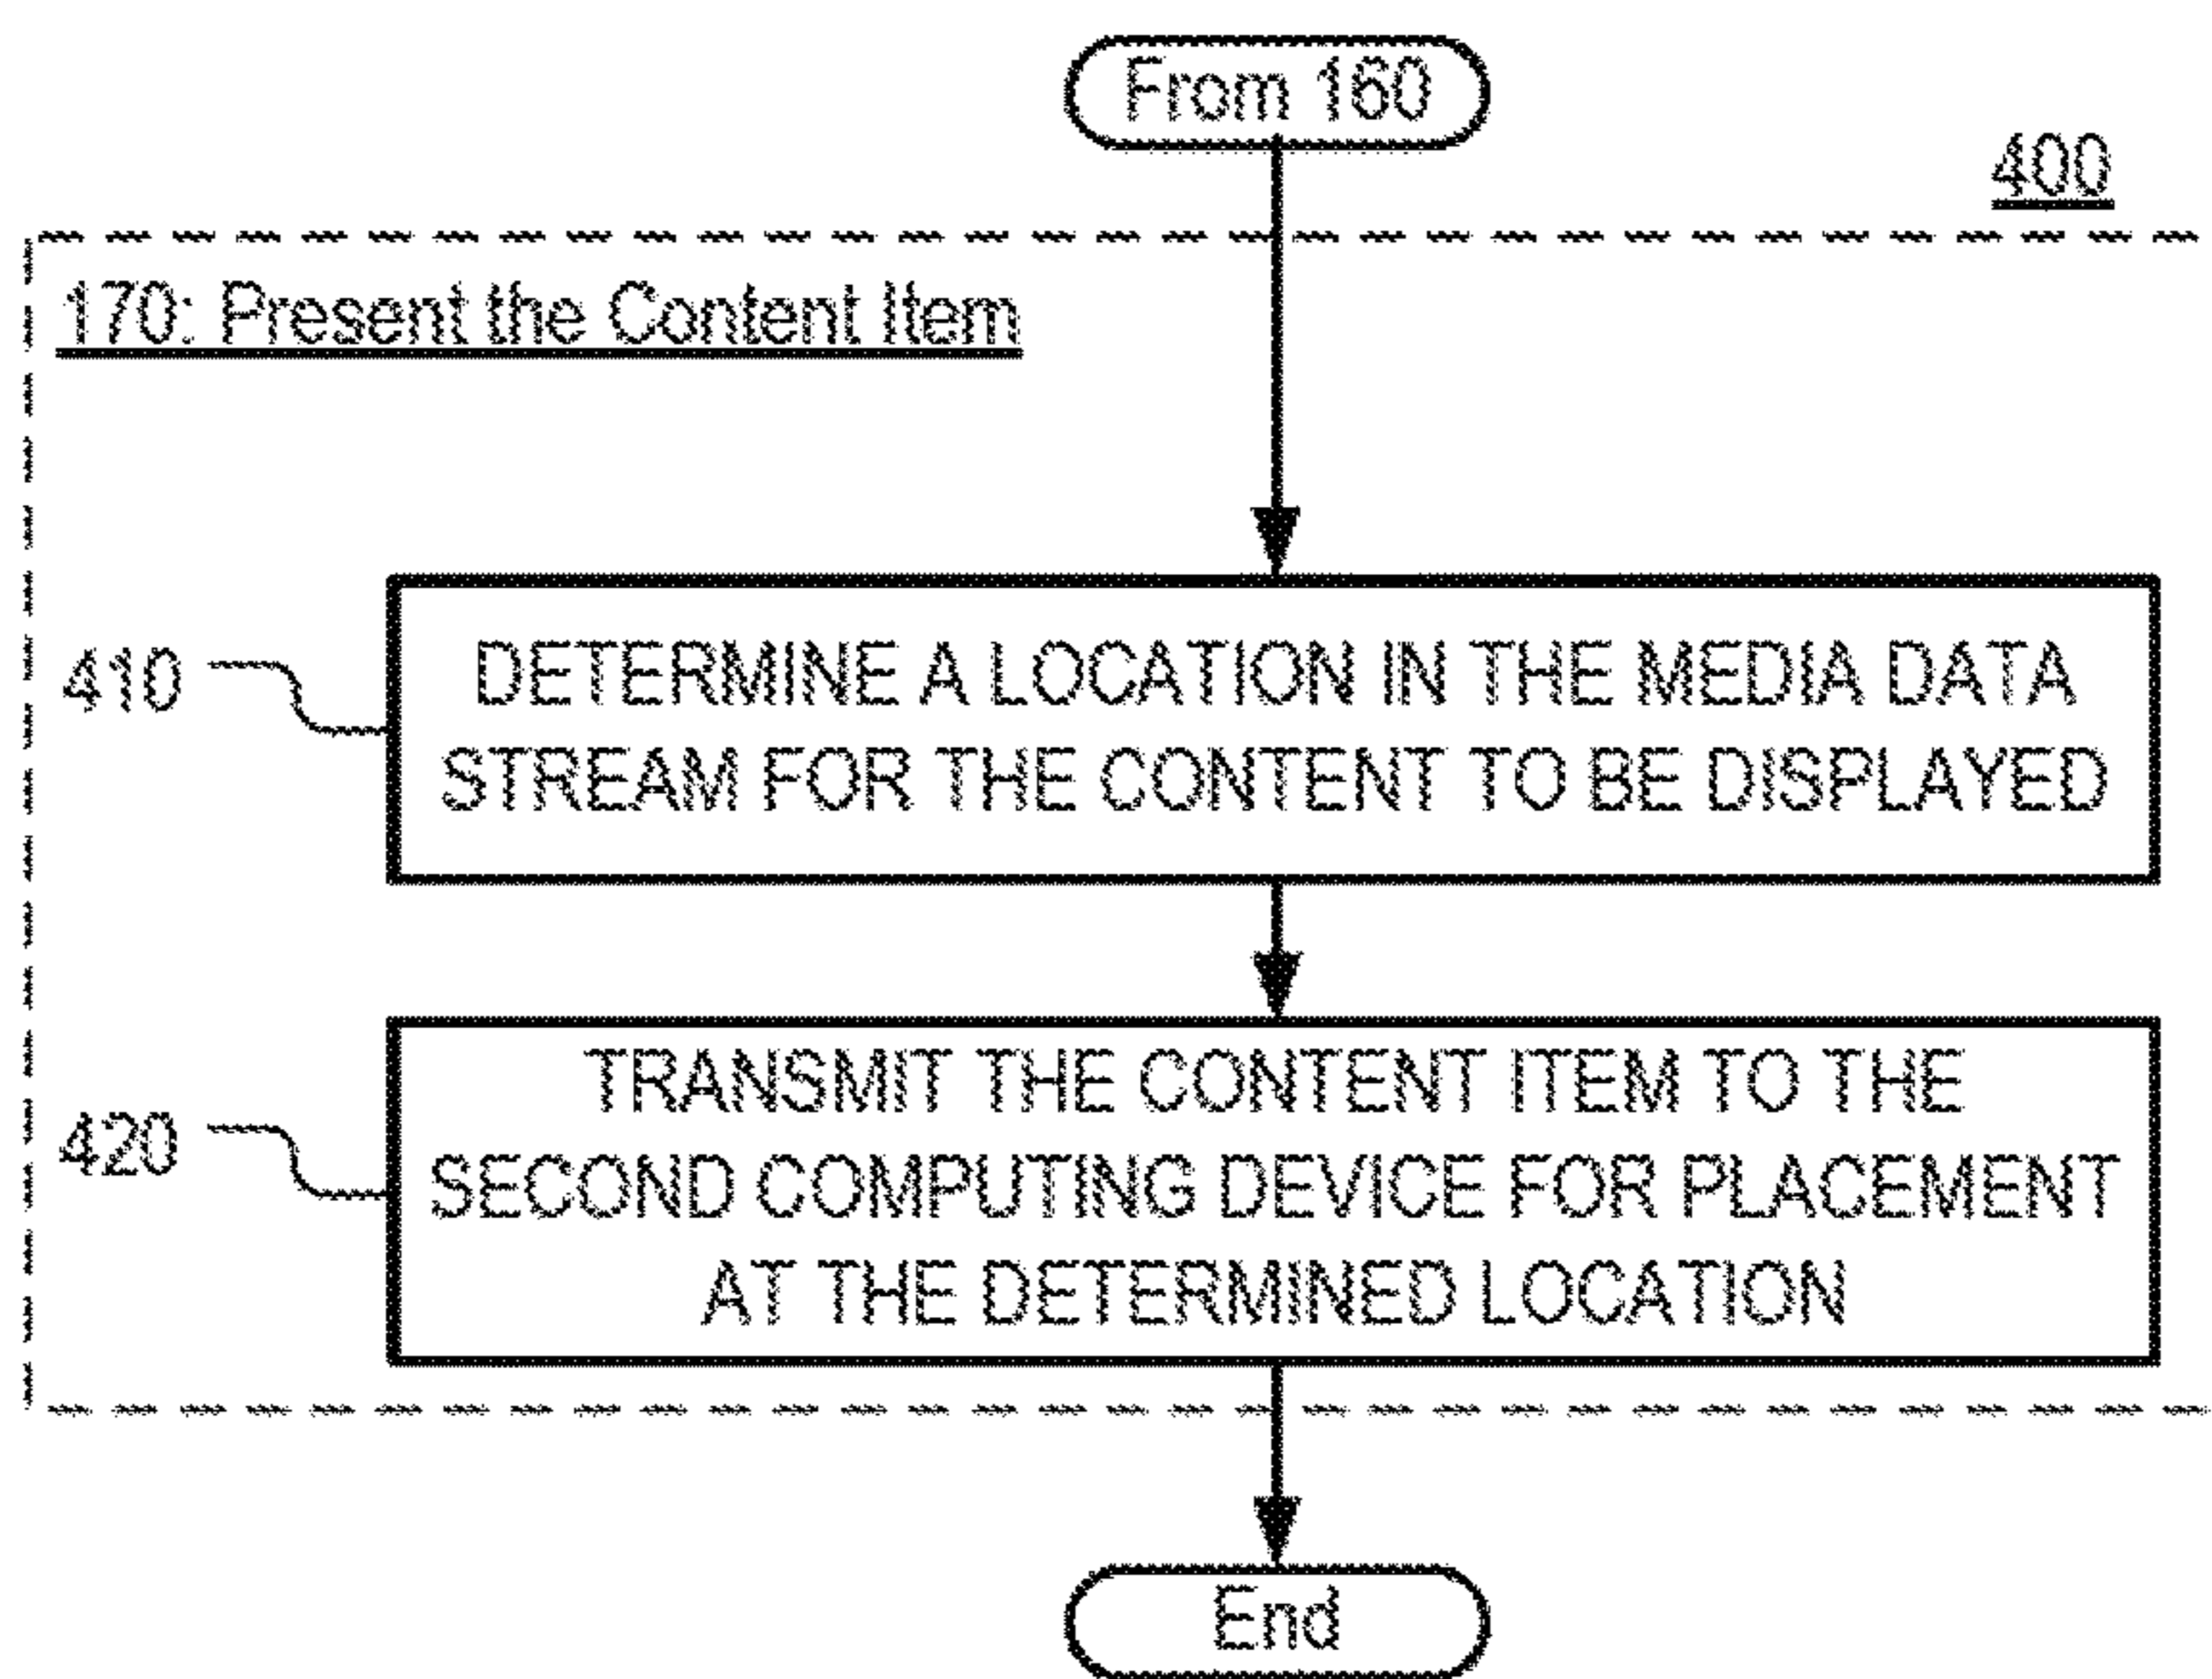 From 160
400
170: Present the Content Item
410
DETERMINE A LOCATION IN THE MEDIA DATA
STREAM FOR THE CONTENT TO BE DISPLAYED
420
TRANSMIT THE CONTENT ITEM TO THE
SECOND COMPUTING DEVICE FOR PLACEMENT
AT THE DETERMINED LOCATION
End